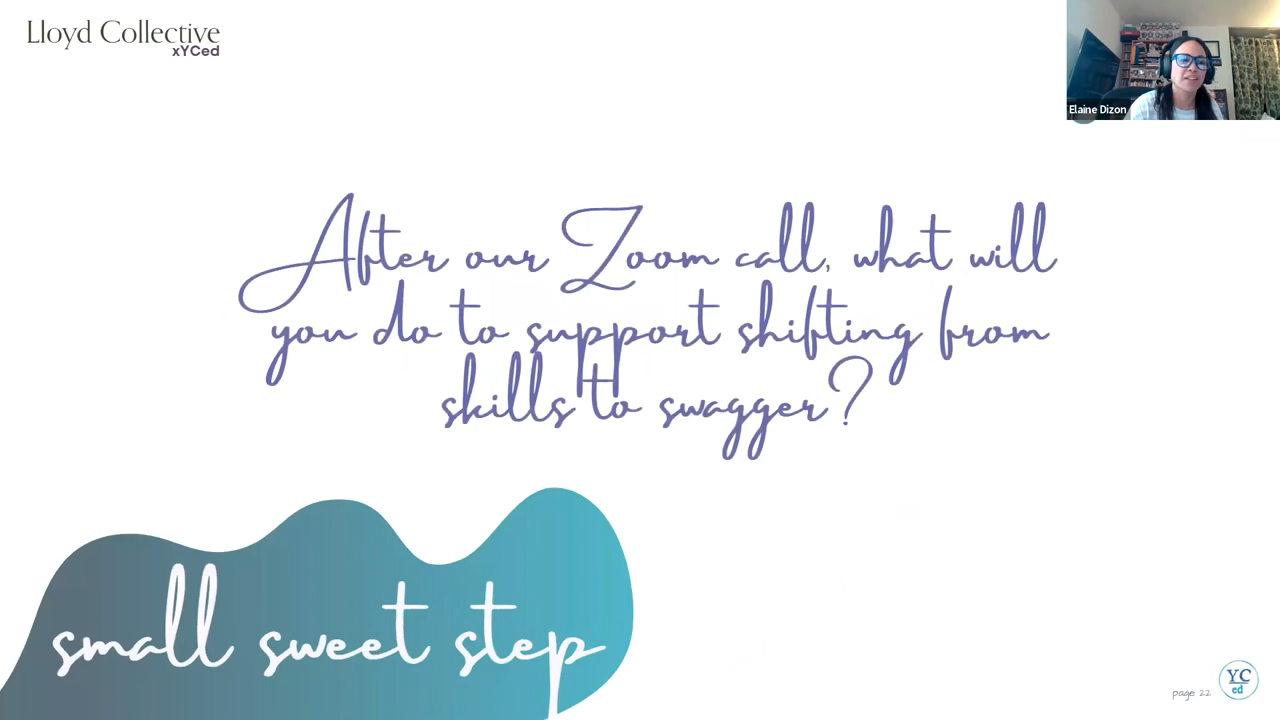 Lloyd Collective
xYCed
Elaine Dizon
After our Zoom call, what will
you do to support shifting from
skills to swagger?
small sweet step
page 22
YC
ed